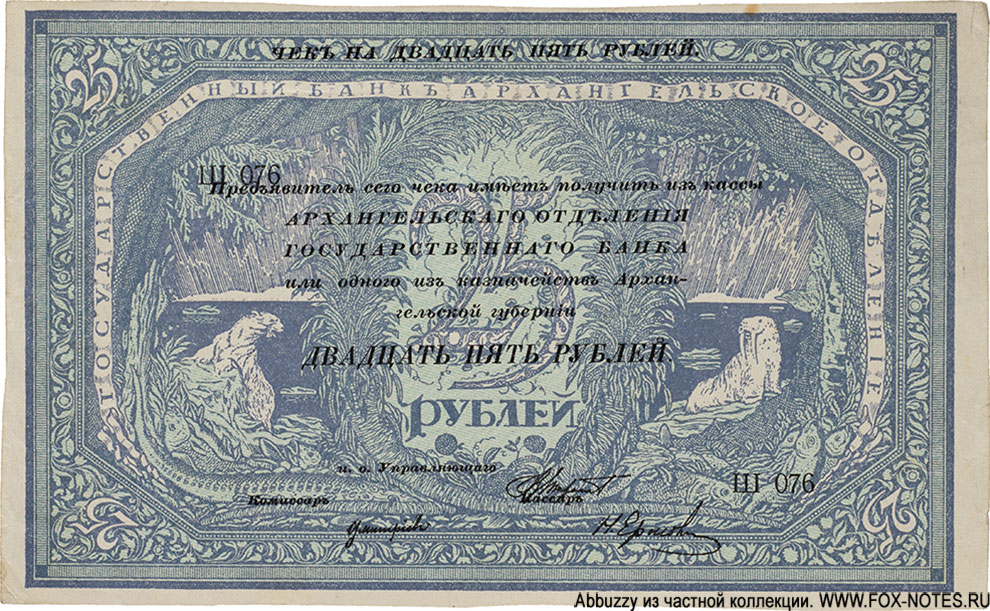 ЧЕКЪ НА ДВАДЦАТЬ ПЯТЬ РУБЛЕЙ.
25 25
ГОСУДАРСТВЕННЫЙ БАНКЪ АРХАНГЕЛЬСКОЕ ОТДѢЛЕНІЕ
Ш 076
Предъявитель сего чека имѣетъ получить изъ кассы
АРХАНГЕЛЬСКАГО ОТДѢЛЕНІЯ
ГОСУДАРСТВЕННАГО БАНКА
или одного изъ казначействъ Архан-
гельской губерніи
25
ДВАДЦАТЬ ПЯТЬ РУБЛЕЙ
РУБЛЕЙ
и. о. Управляющаго
Ш 076
Комиссаръ Кассиръ
25 25
Abbuzzy из частной коллекции. WWW.FOX-NOTES.RU